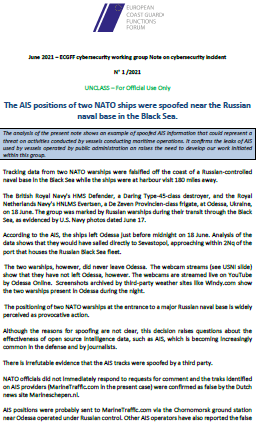 EUROPEAN
COAST GUARD
FUNCTIONS
FORUM
June 2021 – ECGFF cybersecurity working group Note on cybersecurity incident
N° 1 /2021
UNCLASS – For Official Use Only
The AIS positions of two NATO ships were spoofed near the Russian
naval base in the Black Sea.
The analysis of the present note shows an example of spoofed AIS information that could represent a
threat on activities conducted by vessels conducting maritime operations. It confirms the leaks of AIS
used by vessels operated by public administration an raises the need to develop our work initiated
within this group.
Tracking data from two NATO warships were falsified off the coast of a Russian-controlled
naval base in the Black Sea while the ships were at harbour visit 180 miles away.
The British Royal Navy's HMS Defender, a Daring Type-45-class destroyer, and the Royal
Netherlands Navy's HNLMS Evertsen, a De Zeven Provincien-class frigate, at Odessa, Ukraine,
on 18 June. The group was marked by Russian warships during their transit through the Black
Sea, as evidenced by U.S. Navy photos dated June 17.
According to the AIS, the ships left Odessa just before midnight on 18 June. Analysis of the
data shows that they would have sailed directly to Sevastopol, approaching within 2Nq of the
port that houses the Russian Black Sea fleet.
The two warships, however, did never leave Odessa. The webcam streams (see USNI slide)
show that they have not left Odessa, however. The webcams are streamed live on YouTube
by Odessa Online. Screenshots archived by third-party weather sites like Windy.com show
the two warships present in Odessa during the night.
The positioning of two NATO warships at the entrance to a major Russian naval base is widely
perceived as provocative action.
Although the reasons for spoofing are not clear, this decision raises questions about the
effectiveness of open source intelligence data, such as AIS, which is becoming increasingly
common in the defense and by journalists.
There is irrefutable evidence that the AIS tracks were spoofed by a third party.
NATO officials did not immediately respond to requests for comment and the traks identified
on AIS providers (MarineTraffic.com in the present case) were confirmed as false by the Dutch
news site Marineschepen.nl.
AIS positions were probably sent to MarineTraffic.com via the Chornomorsk ground station
near Odessa operated under Russian control. Other AIS operators have also reported the false